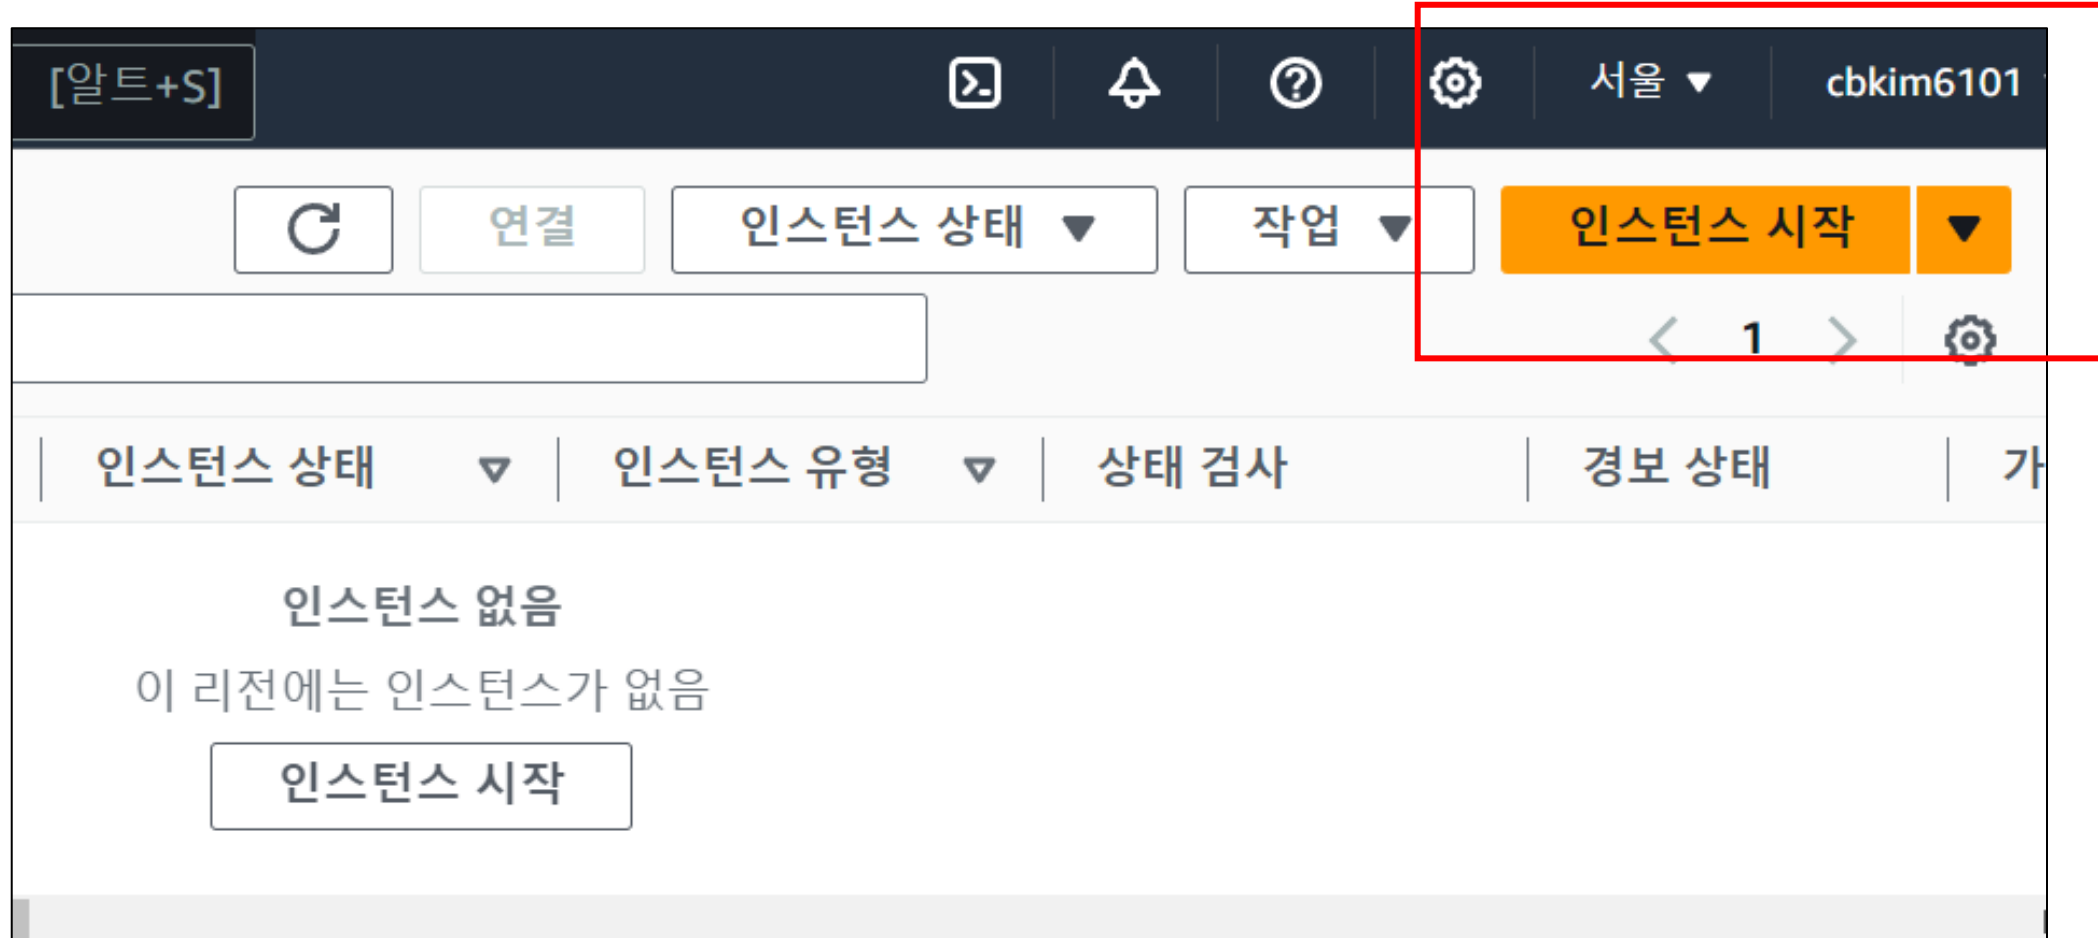 [알트+S] 서울 cbkim6101
연결 인스턴스 상태 작업 인스턴스 시작
1
인스턴스 상태 인스턴스 유형 상태 검사 경보 상태 가
인스턴스 없음
이 리전에는 인스턴스가 없음
인스턴스 시작